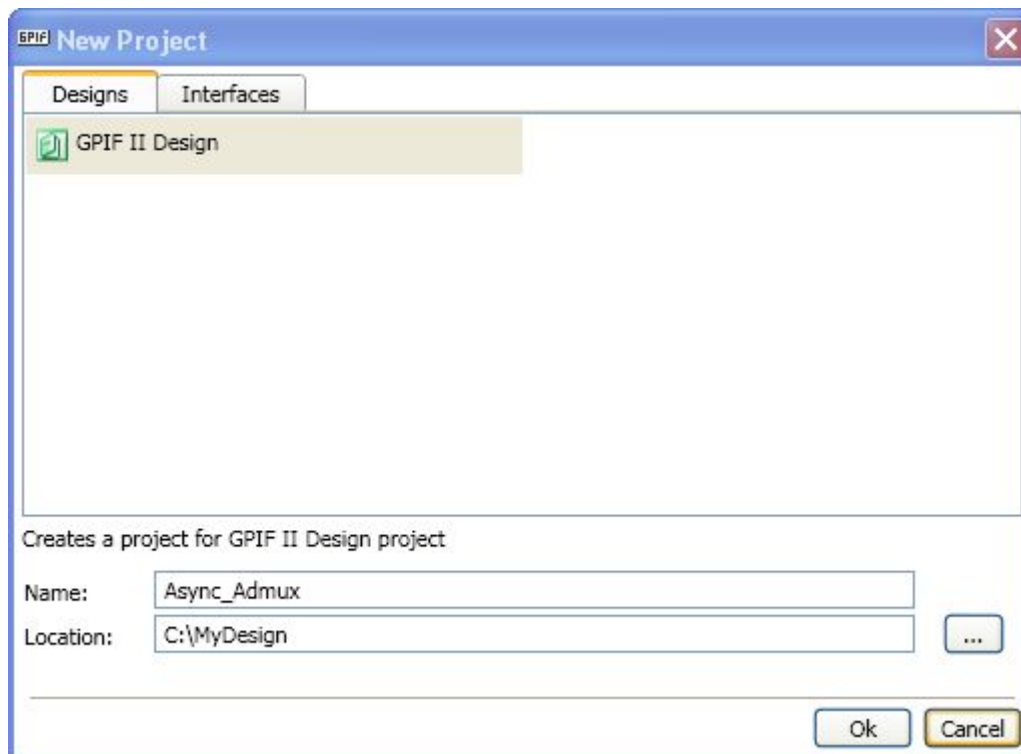 GPIF New Project
Designs Interfaces
GPIF II Design
Creates a project for GPIF II Design project
Name: Async_Admux
Location: C:\MyDesign ...
Ok Cancel